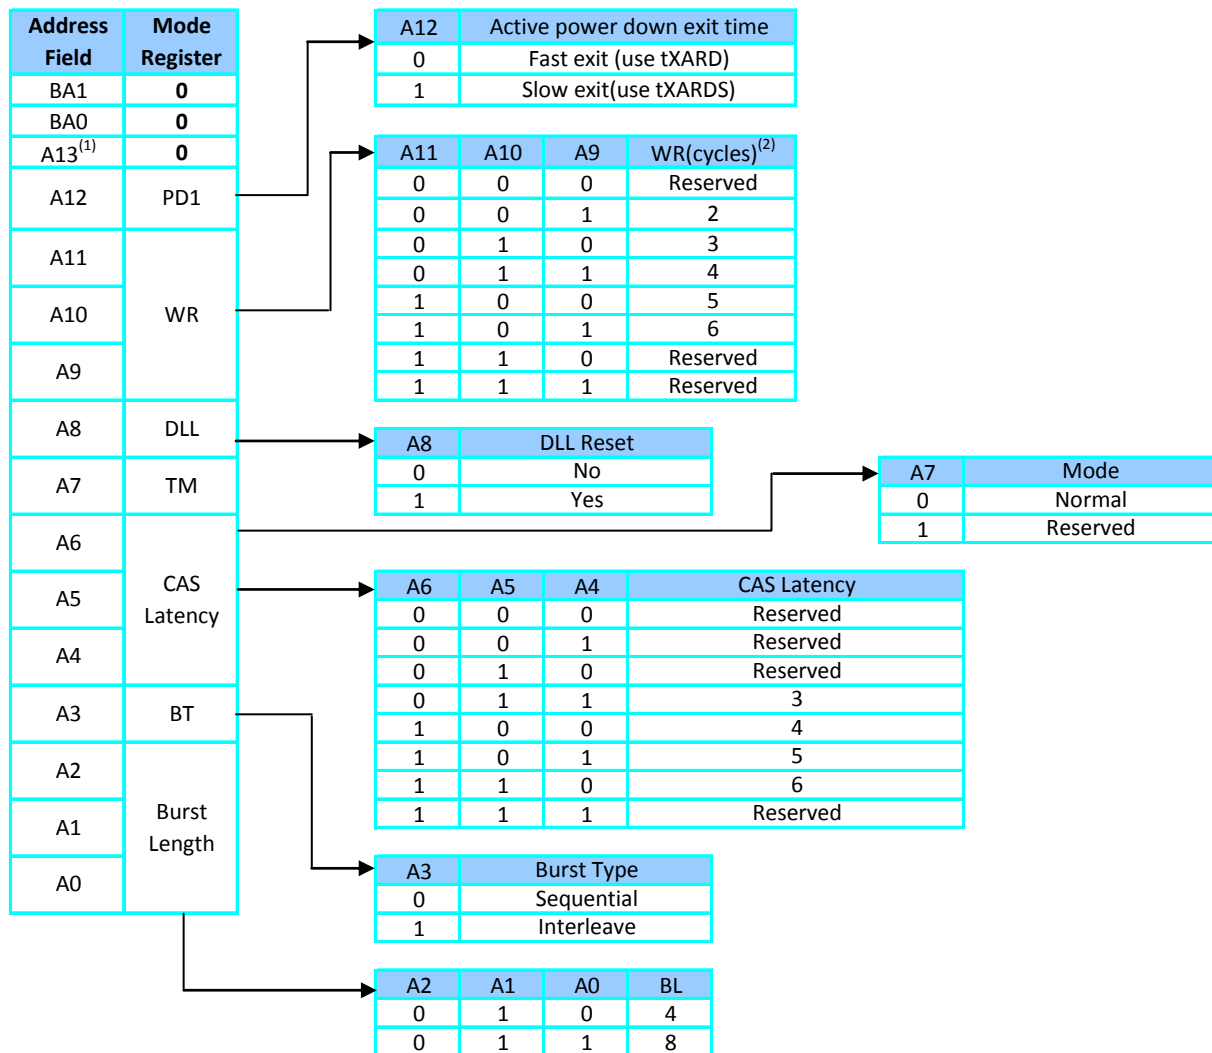 Address Field Mode Register
BA1 0
BA0 0
A13(1) 0
A12 PD1
A11
A10 WR
A9
A8 DLL
A7 TM
A6
A5 CAS Latency
A4
A3 BT
A2
A1 Burst Length
A0
A12 Active power down exit time
0 Fast exit (use tXARD)
1 Slow exit(use tXARDS)
A11 A10 A9 WR(cycles)(2)
0 0 0 Reserved
0 0 1 2
0 1 0 3
0 1 1 4
1 0 0 5
1 0 1 6
1 1 0 Reserved
1 1 1 Reserved
A8 DLL Reset
0 No
1 Yes
A7 Mode
0 Normal
1 Reserved
A6 A5 A4 CAS Latency
0 0 0 Reserved
0 0 1 Reserved
0 1 0 Reserved
0 1 1 3
1 0 0 4
1 0 1 5
1 1 0 6
1 1 1 Reserved
A3 Burst Type
0 Sequential
1 Interleave
A2 A1 A0 BL
0 1 0 4
0 1 1 8